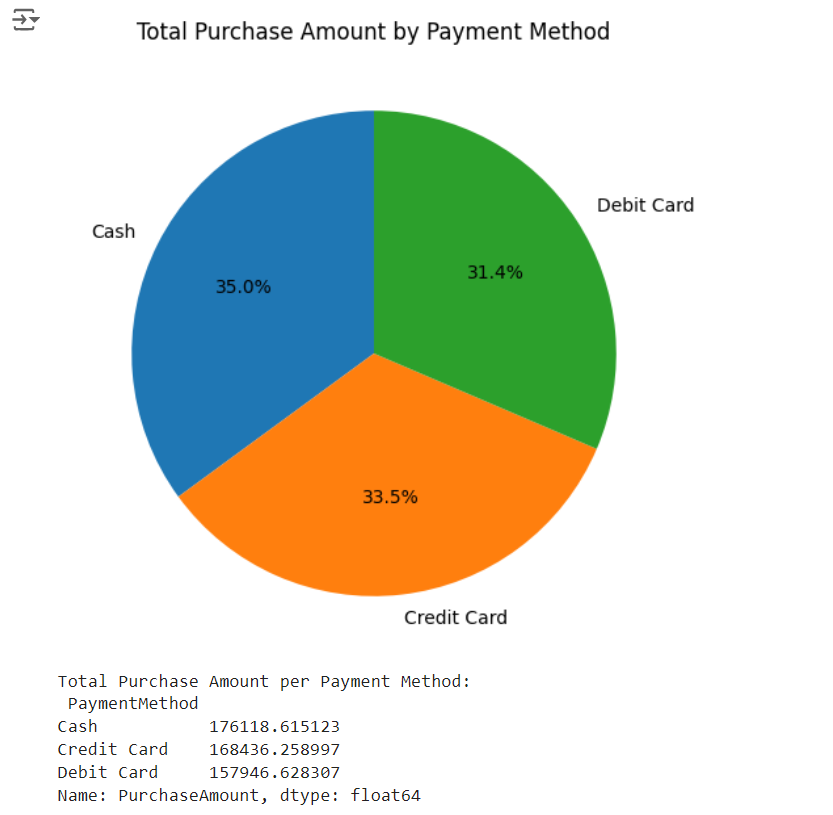 Total Purchase Amount by Payment Method
Debit Card
Cash
31.4%
35.0%
33.5%
Credit Card
Total Purchase Amount per Payment Method:
PaymentMethod
Cash 176118.615123
Credit Card 168436.258997
Debit Card 157946.628307
Name: PurchaseAmount, dtype: float64